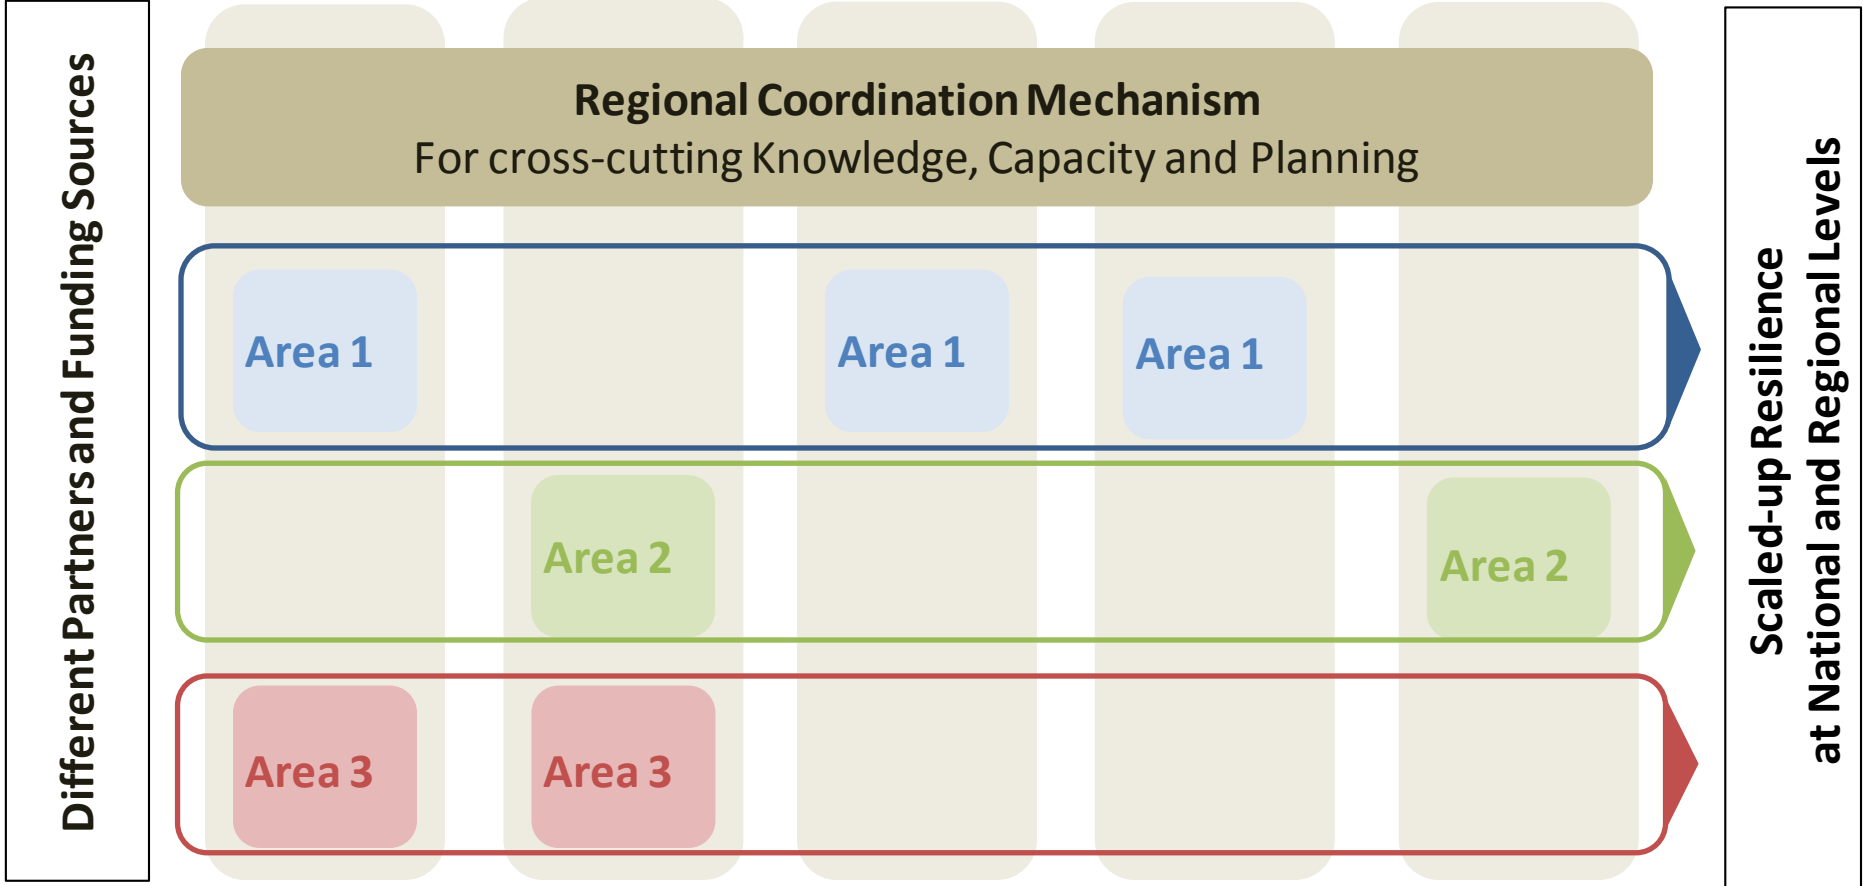 Different Partners and Funding Sources
Regional Coordination Mechanism
For cross-cutting Knowledge, Capacity and Planning
Area 1
Area 1
Area 1
Area 2
Area 2
Area 3
Area 3
Scaled-up Resilience
at National and Regional Levels